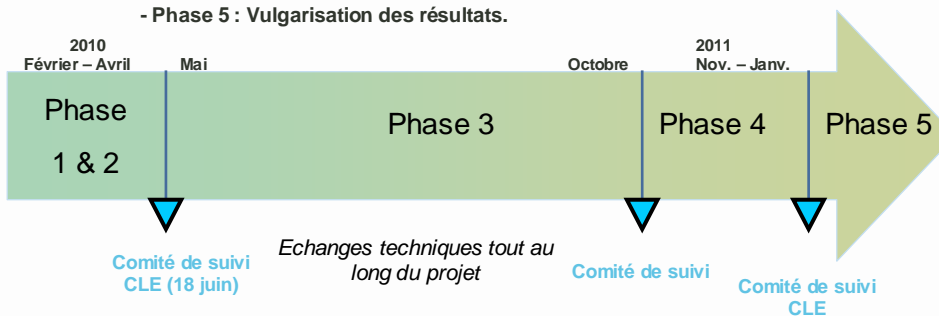 - Phase 5 : Vulgarisation des résultats.
2010
Février – Avril
Mai
Octobre
2011
Nov. – Janv.
Phase
1 & 2
Phase 3
Phase 4
Phase 5
Comité de suivi
CLE (18 juin)
Echanges techniques tout au
long du projet
Comité de suivi
Comité de suivi
CLE